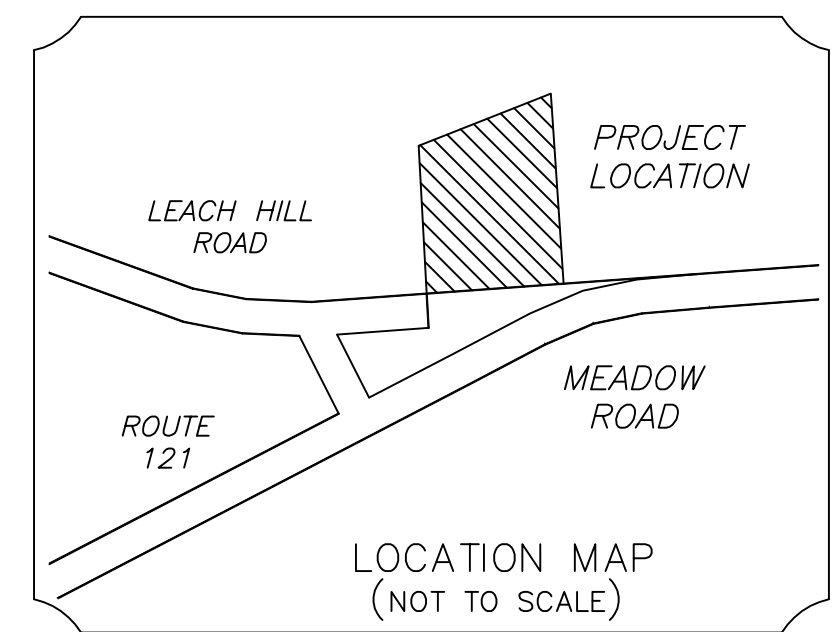 PROJECT
LOCATION
LEACH HILL
ROAD
MEADOW
ROAD
ROUTE
121
LOCATION MAP
(NOT TO SCALE)